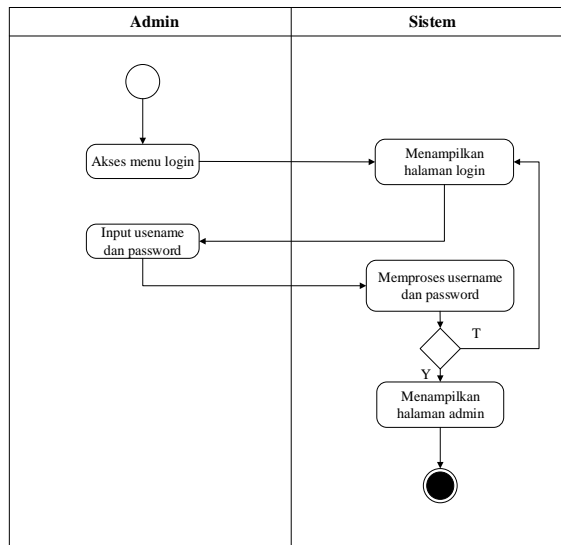 Admin
Sistem
Akses menu login
Menampilkan
halaman login
Input usename
dan password
Memproses username
dan password
T
Y
Menampilkan
halaman admin